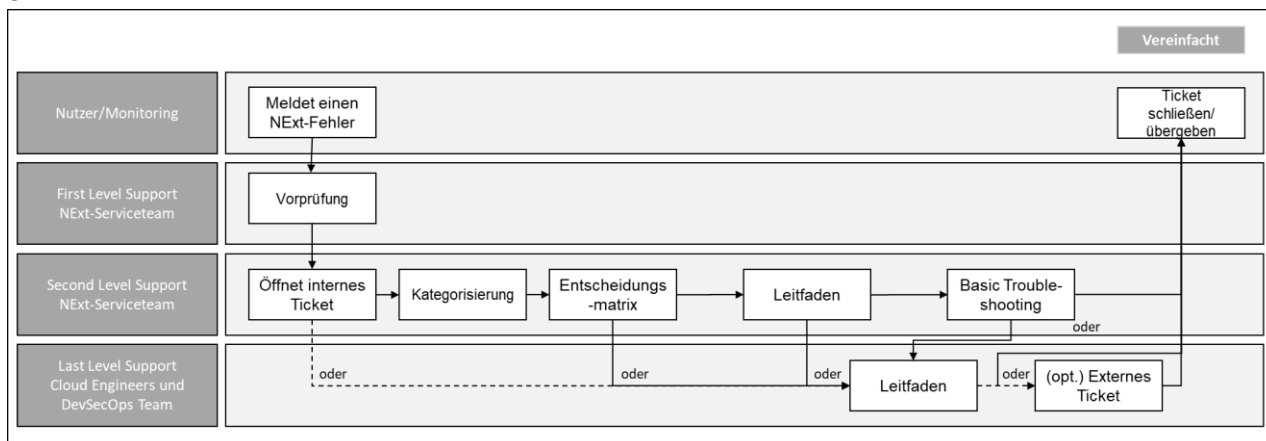 Vereinfacht
Nutzer/Monitoring
Meldet einen
NExt-Fehler
Ticket
schließen/
übergeben
First Level Support
NExt-Serviceteam
Vorprüfung
Second Level Support
NExt-Serviceteam
Öffnet internes
Ticket
Kategorisierung
Entscheidungs
-matrix
Leitfaden
Basic Trouble-
shooting
oder
Last Level Support
Cloud Engineers und
DevSecOps Team
oder
oder
oder
Leitfaden
oder
(opt.) Externes
Ticket